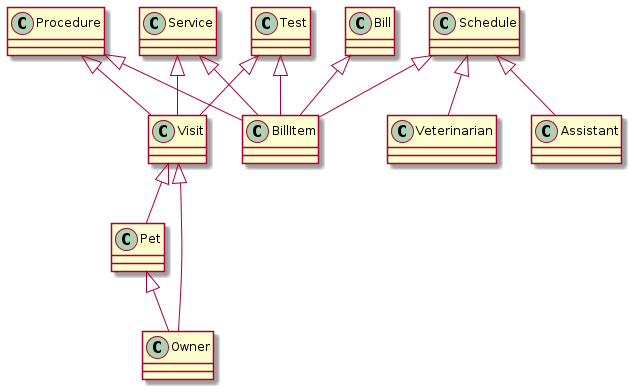 C Procedure
C Service
C Test
C Bill
C Schedule
C Visit
C BillItem
C Veterinarian
C Assistant
C Pet
C Owner